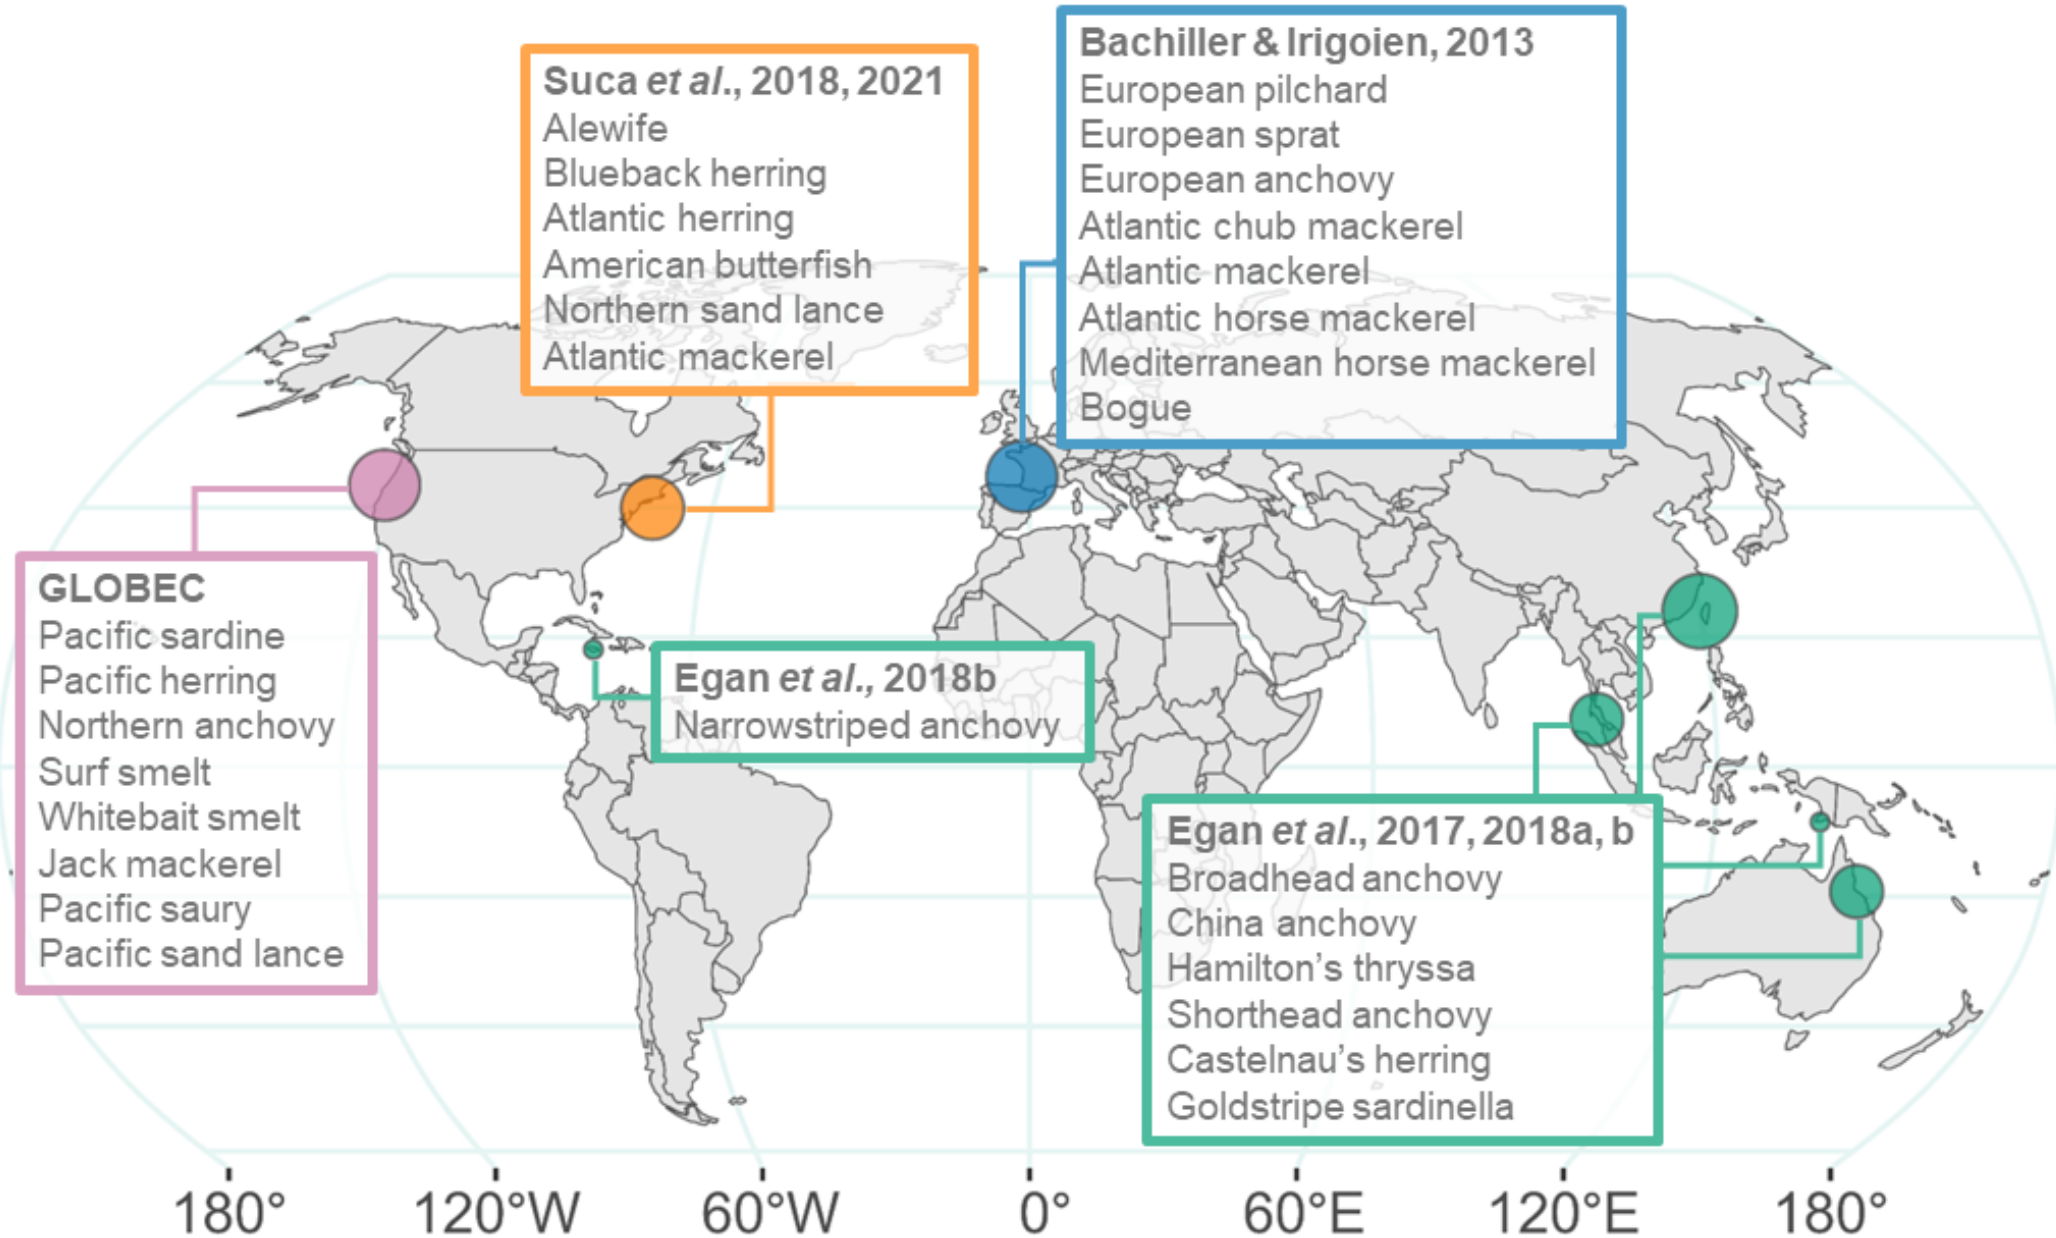 Bachiller & Irigoien, 2013
European pilchard
European sprat
European anchovy
Atlantic chub mackerel
Atlantic mackerel
Atlantic horse mackerel
Mediterranean horse mackerel
Bogue
Suca et al., 2018, 2021
Alewife
Blueback herring
Atlantic herring
American butterfish
Northern sand lance
Atlantic mackerel
GLOBEC
Pacific sardine
Pacific herring
Northern anchovy
Surf smelt
Whitebait smelt
Jack mackerel
Pacific saury
Pacific sand lance
Egan et al., 2018b
Narrowstriped anchovy
Egan et al., 2017, 2018a, b
Broadhead anchovy
China anchovy
Hamilton’s thryssa
Shorthead anchovy
Castelnau’s herring
Goldstripe sardinella
180° 120°W 60°W 0° 60°E 120°E 180°